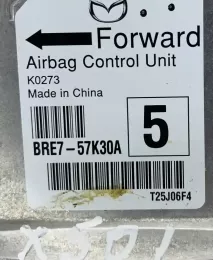 Forward
Airbag Control Unit
K0273
Made in China
5
BRE7-57K30A
T25J06F4